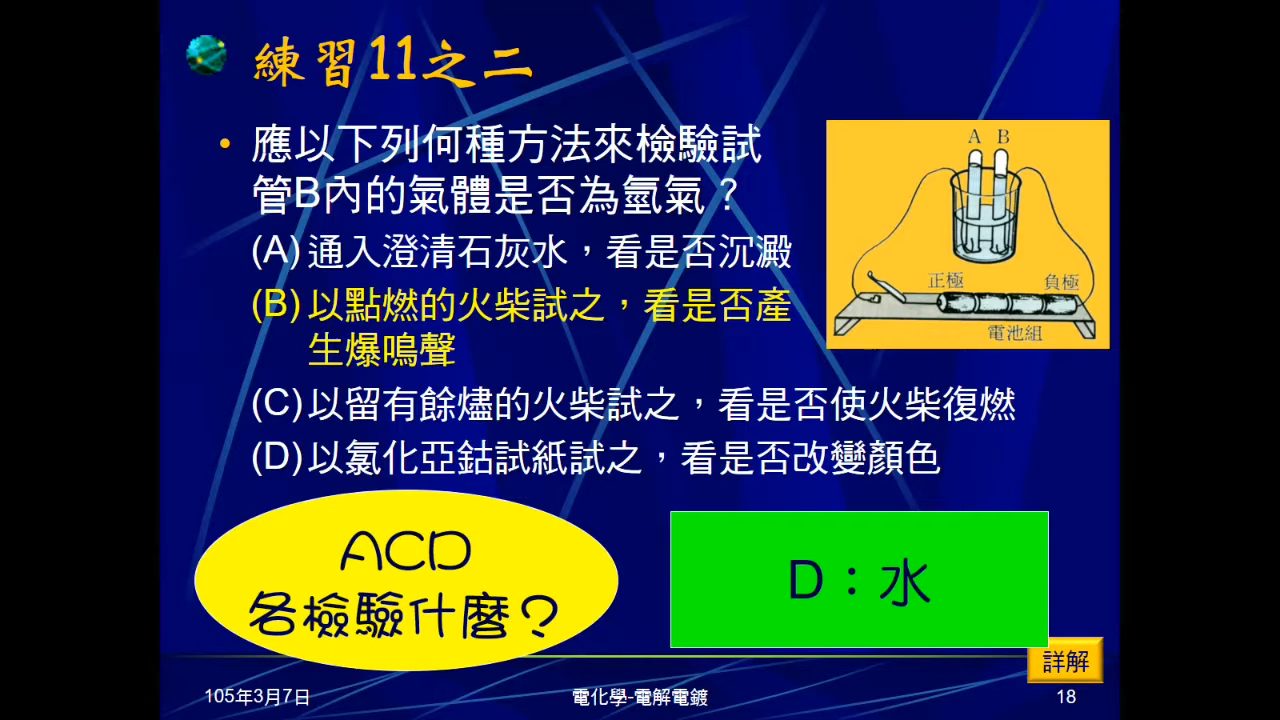 練習11之二
• 應以下列何種方法來檢驗試
管B內的氣體是否為氫氣？
(A) 通入澄清石灰水，看是否沉澱
(B) 以點燃的火柴試之，看是否產
生爆鳴聲
(C) 以留有餘燼的火柴試之，看是否使火柴復燃
(D) 以氯化亞鈷試紙試之，看是否改變顏色
A B
正極 負極
電池組
ACD
各檢驗什麼？
D：水
詳解
105年3月7日 電化學-電解電鍍 18